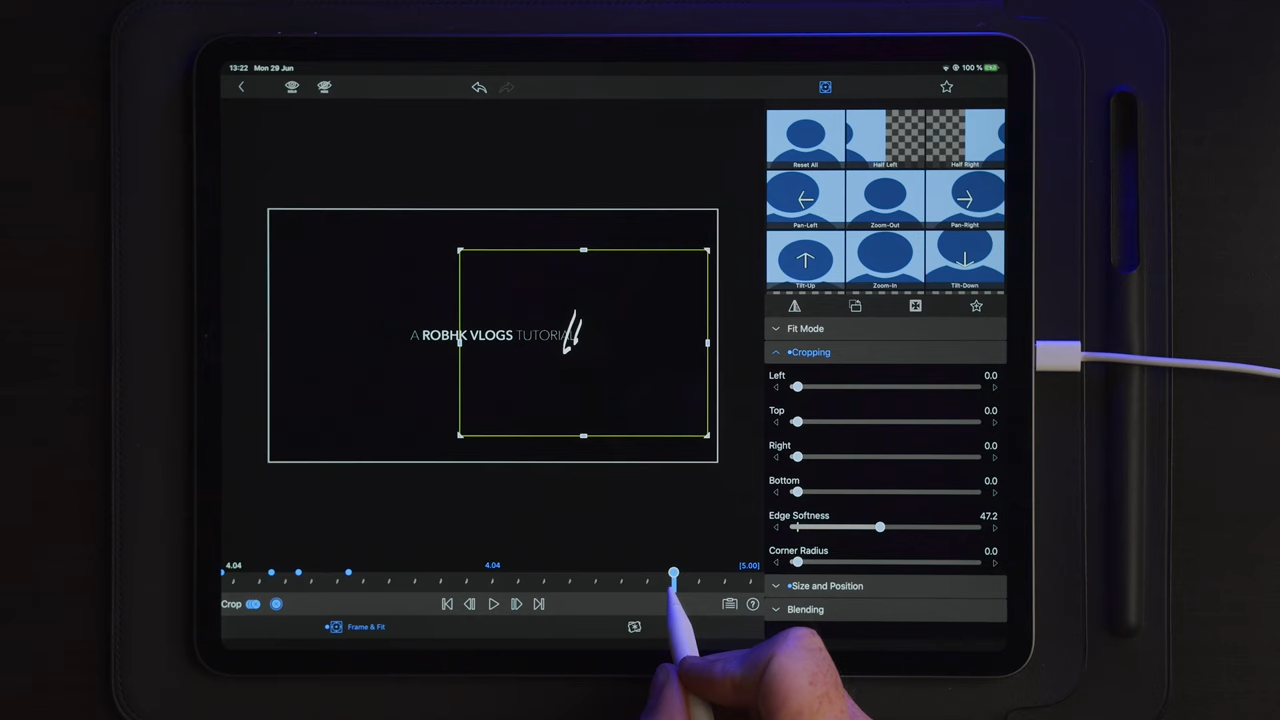 13:22 Mon 29 Jun
100 %
Reset All
Half Left
Half Right
Pan-Left
Zoom-Out
Pan-Right
Tilt-Up
Zoom-In
Tilt-Down
A ROBHK VLOGS TUTORIAL
Fit Mode
Cropping
Left 0.0
Top 0.0
Right 0.0
Bottom 0.0
Edge Softness 47.2
Corner Radius 0.0
Size and Position
Blending
4.04 4.04 [5.00]
Crop
Frame & Fit